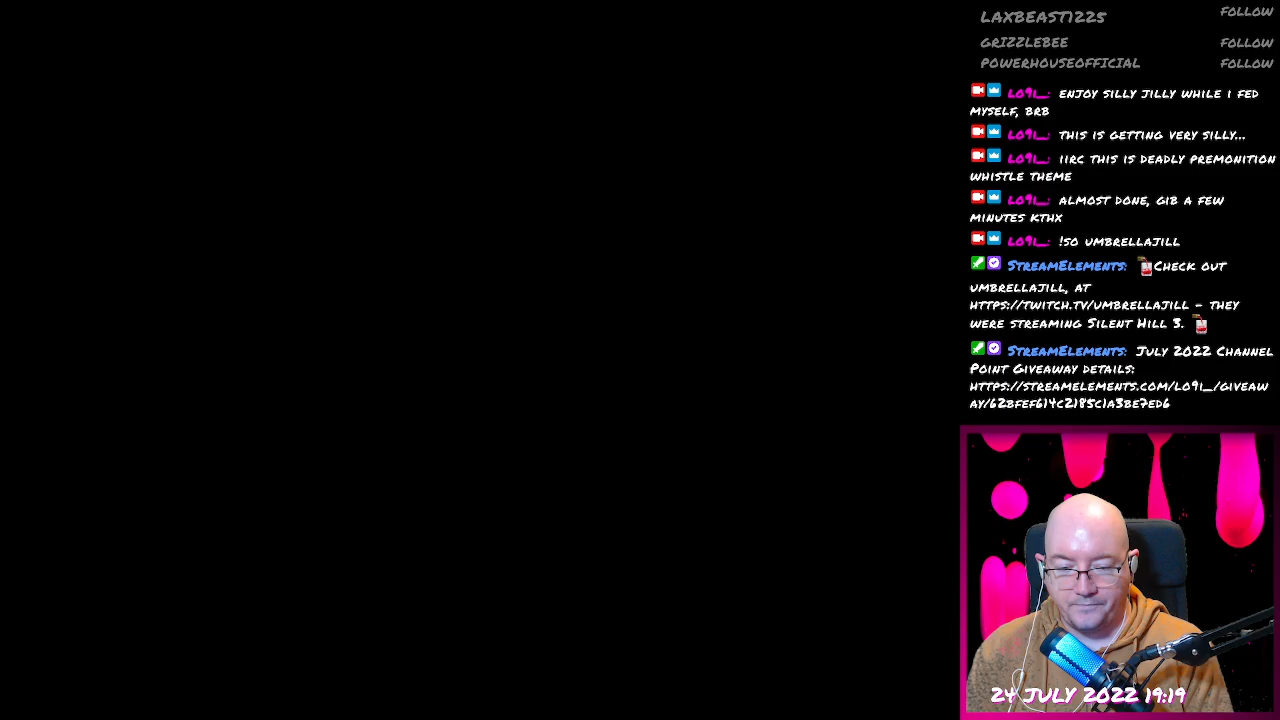 LAXBEAST1225 FOLLOW
GRIZZLEBEE FOLLOW
POWERHOUSEOFFICIAL FOLLOW
LO9I_: ENJOY SILLY JILLY WHILE I FED
MYSELF, BRB
LO9I_: THIS IS GETTING VERY SILLY...
LO9I_: IIRC THIS IS DEADLY PREMONITION
WHISTLE THEME
LO9I_: ALMOST DONE, GIB A FEW
MINUTES KTHX
LO9I_: !SO UMBRELLAJILL
STREAMELEMENTS: CHECK OUT
UMBRELLAJILL, AT
HTTPS://TWITCH.TV/UMBRELLAJILL - THEY
WERE STREAMING SILENT HILL 3.
STREAMELEMENTS: JULY 2022 CHANNEL
POINT GIVEAWAY DETAILS:
HTTPS://STREAMELEMENTS.COM/LO9I_/GIVEAW
AY/62BFEF614C2185C1A3BE7ED6
24 JULY 2022 19:19